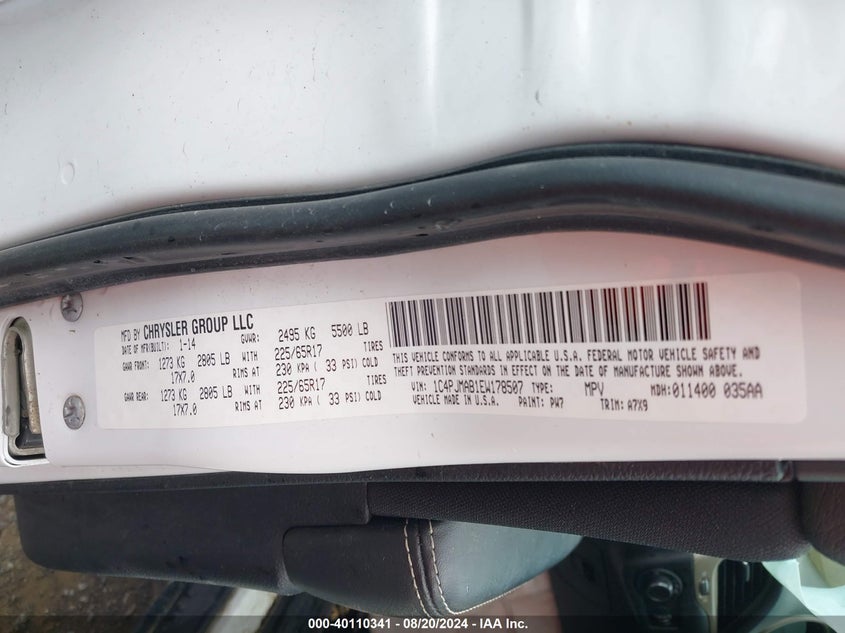 MFD BY CHRYSLER GROUP LLC
DATE OF MFR(BUILT): 1-14 GVWR: 2495 KG 5500 LB
GAWR FRONT: 1273 KG 2805 LB WITH 225/65R17 TIRES
17X7.0 RIMS AT 230 KPA ( 33 PSI) COLD
GAWR REAR: 1273 KG 2805 LB WITH 225/65R17 TIRES
17X7.0 RIMS AT 230 KPA ( 33 PSI) COLD
THIS VEHICLE CONFORMS TO ALL APPLICABLE U.S.A. FEDERAL MOTOR VEHICLE SAFETY AND
THEFT PREVENTION STANDARDS IN EFFECT ON THE DATE OF MANUFACTURE SHOWN ABOVE.
VIN: 1C4PJMAB1EW178507 TYPE: MPV MDH: 011400 035AA
VEHICLE MADE IN U.S.A. PAINT: PW7 TRIM: A7X9
000-40110341 - 08/20/2024 - IAA Inc.